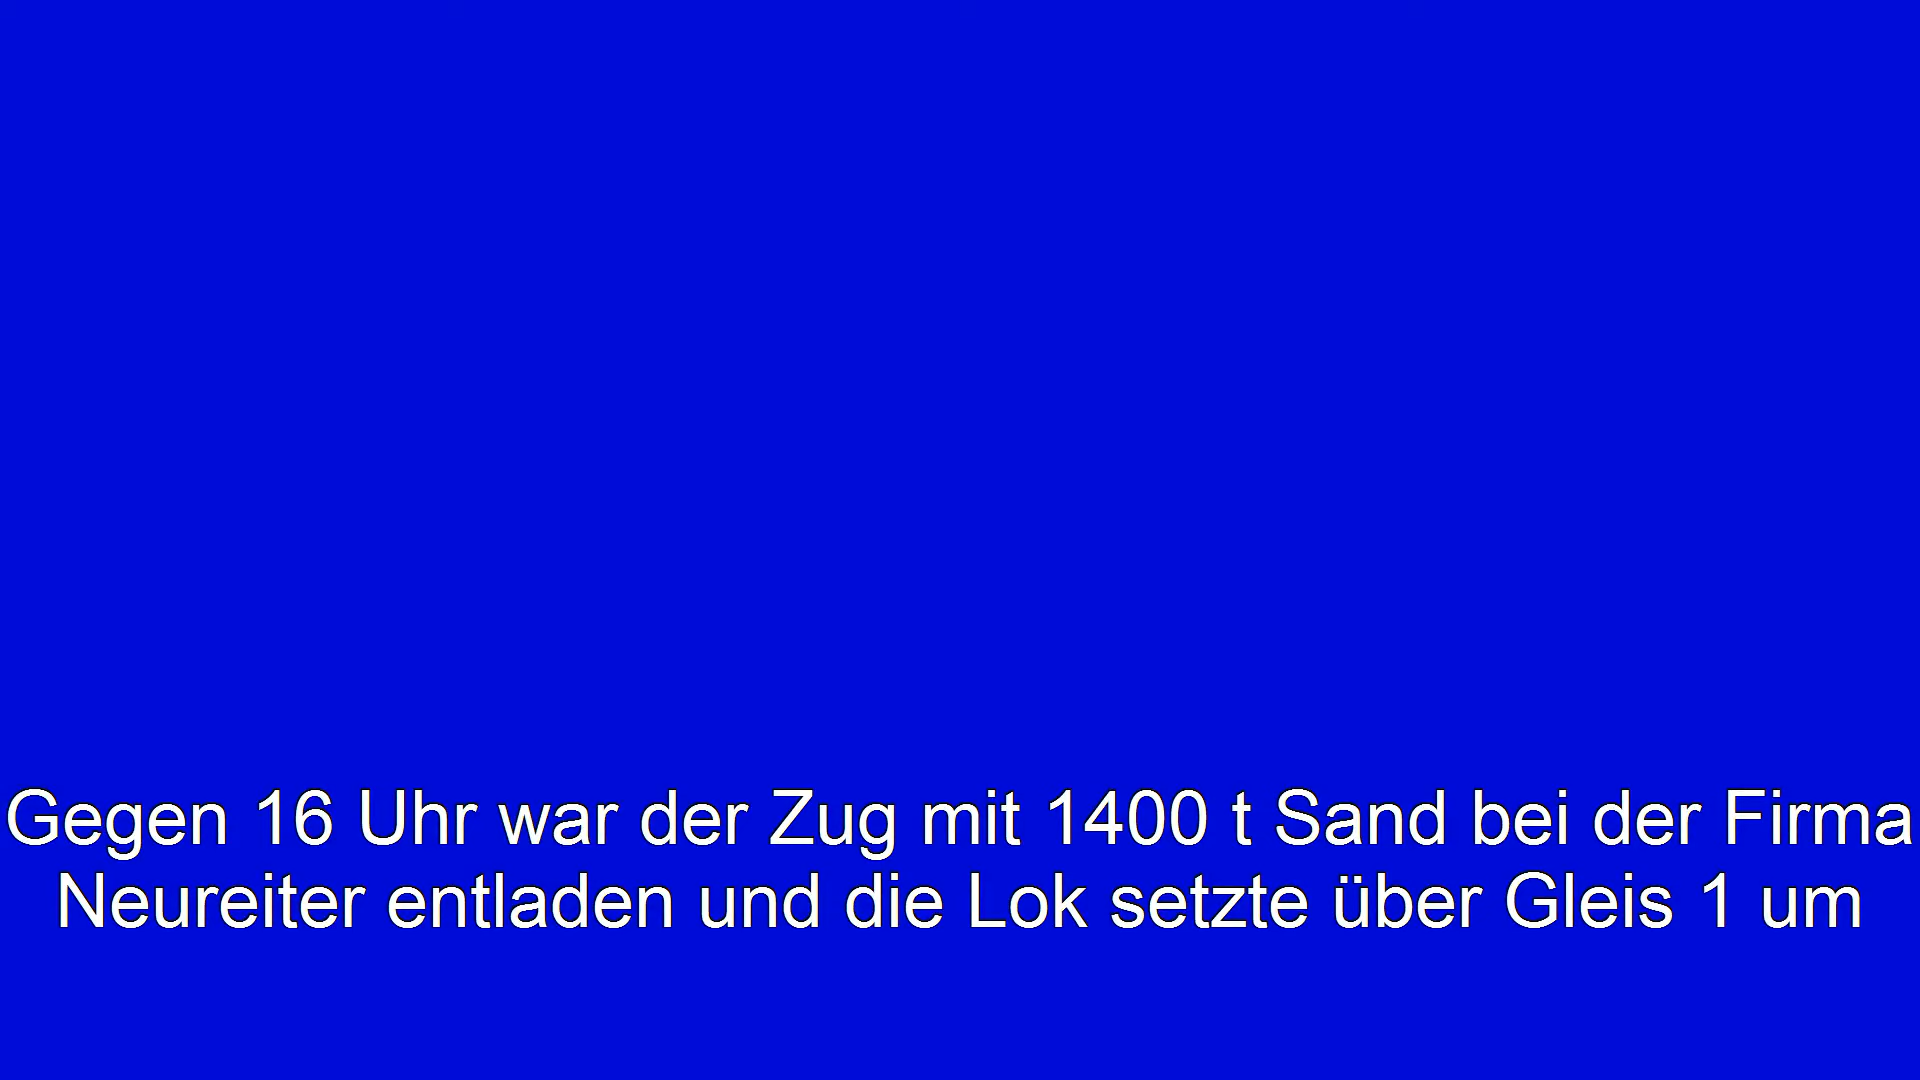 Gegen 16 Uhr war der Zug mit 1400 t Sand bei der Firma
Neureiter entladen und die Lok setzte über Gleis 1 um